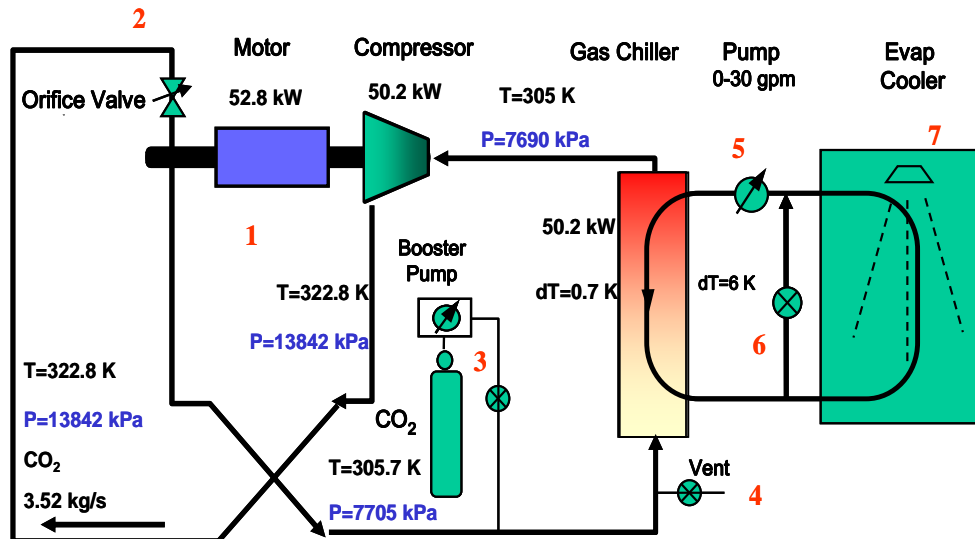 2
Motor
Compressor
Gas Chiller
Pump
0-30 gpm
Evap
Cooler
Orifice Valve
52.8 kW
50.2 kW
T=305 K
P=7690 kPa
5
7
1
50.2 kW
dT=0.7 K
dT=6 K
6
Booster
Pump
T=322.8 K
P=13842 kPa
3
T=322.8 K
P=13842 kPa
CO2
3.52 kg/s
CO2
T=305.7 K
P=7705 kPa
Vent
4